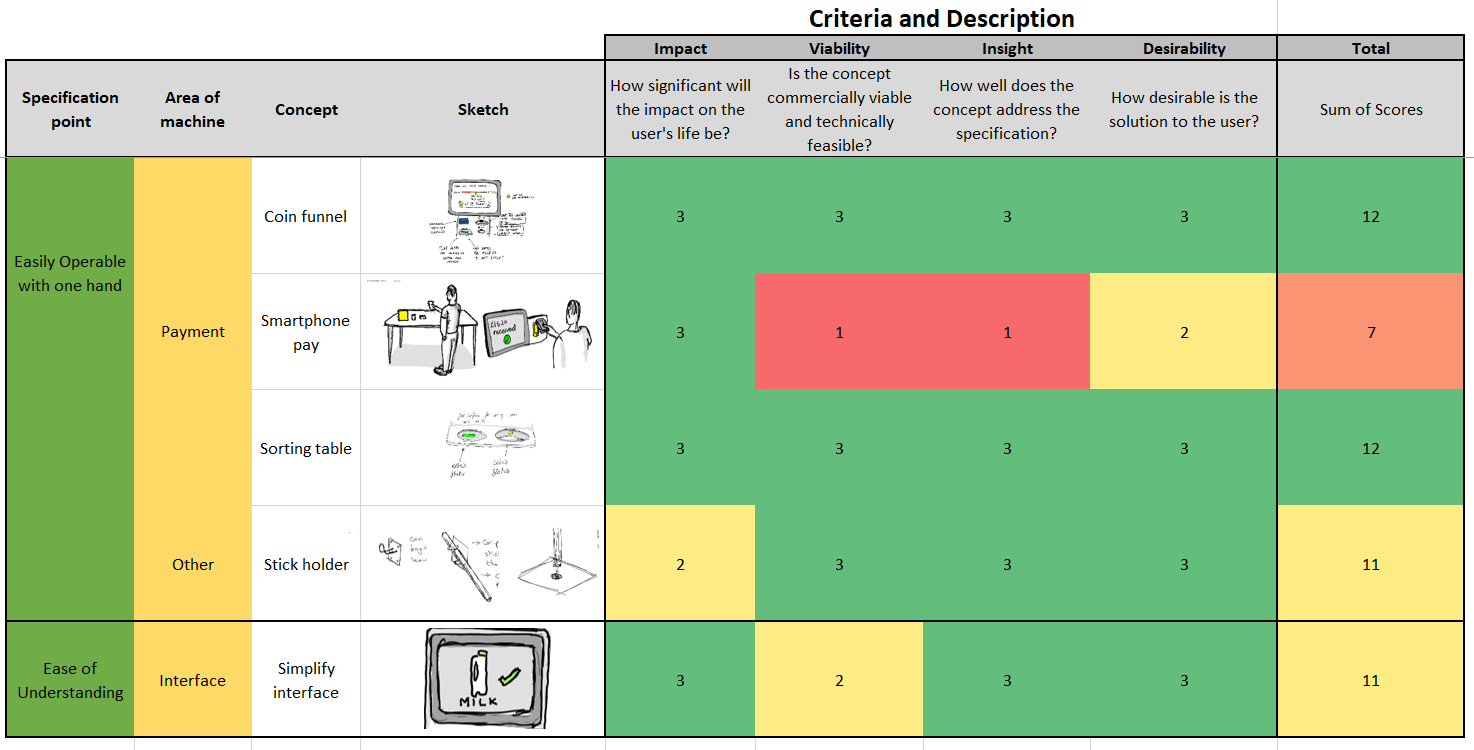 Criteria and Description
Impact Viability Insight Desirability Total
Specification
point
Area of
machine
Concept
Sketch
How significant will
the impact on the
user's life be?
Is the concept
commercially viable
and technically
feasible?
How well does the
concept address the
specification?
How desirable is the
solution to the user?
Sum of Scores
Easily Operable
with one hand
Payment
Coin funnel
3 3 3 3 12
Smartphone
pay
£16.20
received
3 1 1 2 7
Sorting table
3 3 3 3 12
Other
Stick holder
can
2 3 3 3 11
Ease of
Understanding
Interface
Simplify
interface
MILK
3 2 3 3 11